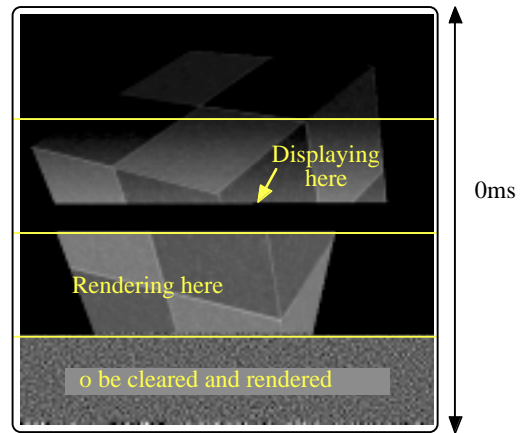 Displaying
here
0ms
Rendering here
o be cleared and rendered